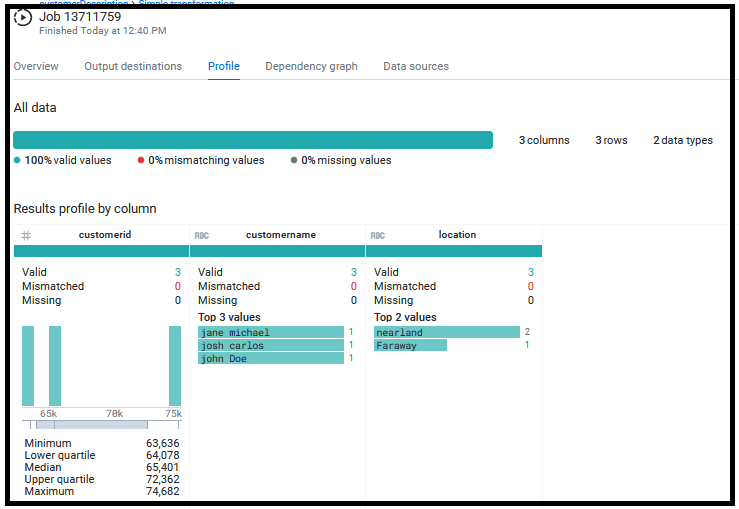 customerDescription › Simple transformation
Job 13711759
Finished Today at 12:40 PM
Overview Output destinations Profile Dependency graph Data sources
All data
3 columns 3 rows 2 data types
100% valid values 0% mismatching values 0% missing values
Results profile by column
# customerid ABC customername ABC location
Valid 3 Valid 3 Valid 3
Mismatched 0 Mismatched 0 Mismatched 0
Missing 0 Missing 0 Missing 0
Top 3 values Top 2 values
jane michael 1 nearland 2
josh carlos 1 Faraway 1
john Doe 1
65k 70k 75k
Minimum 63,636
Lower quartile 64,078
Median 65,401
Upper quartile 72,362
Maximum 74,682